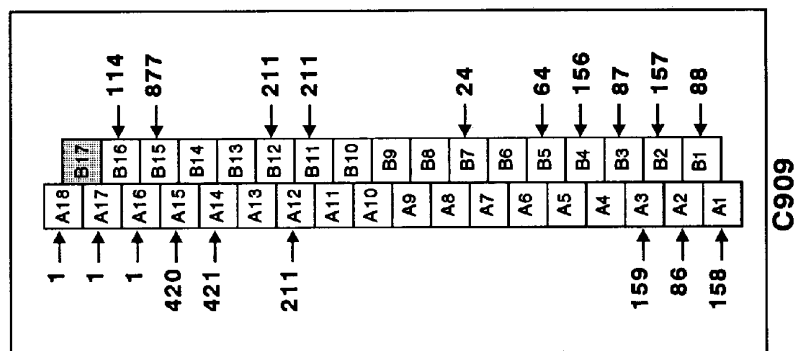 158 86 159 211 421 420 1 1 1
A1 A2 A3 A4 A5 A6 A7 A8 A9 A10 A11 A12 A13 A14 A15 A16 A17 A18
B1 B2 B3 B4 B5 B6 B7 B8 B9 B10 B11 B12 B13 B14 B15 B16 B17
88 157 87 156 64 24 211 211 877 114
C909